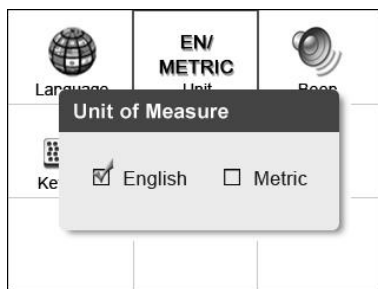 EN/
METRIC
Language
Unit
Beep
Unit of Measure
English
Metric
Ke